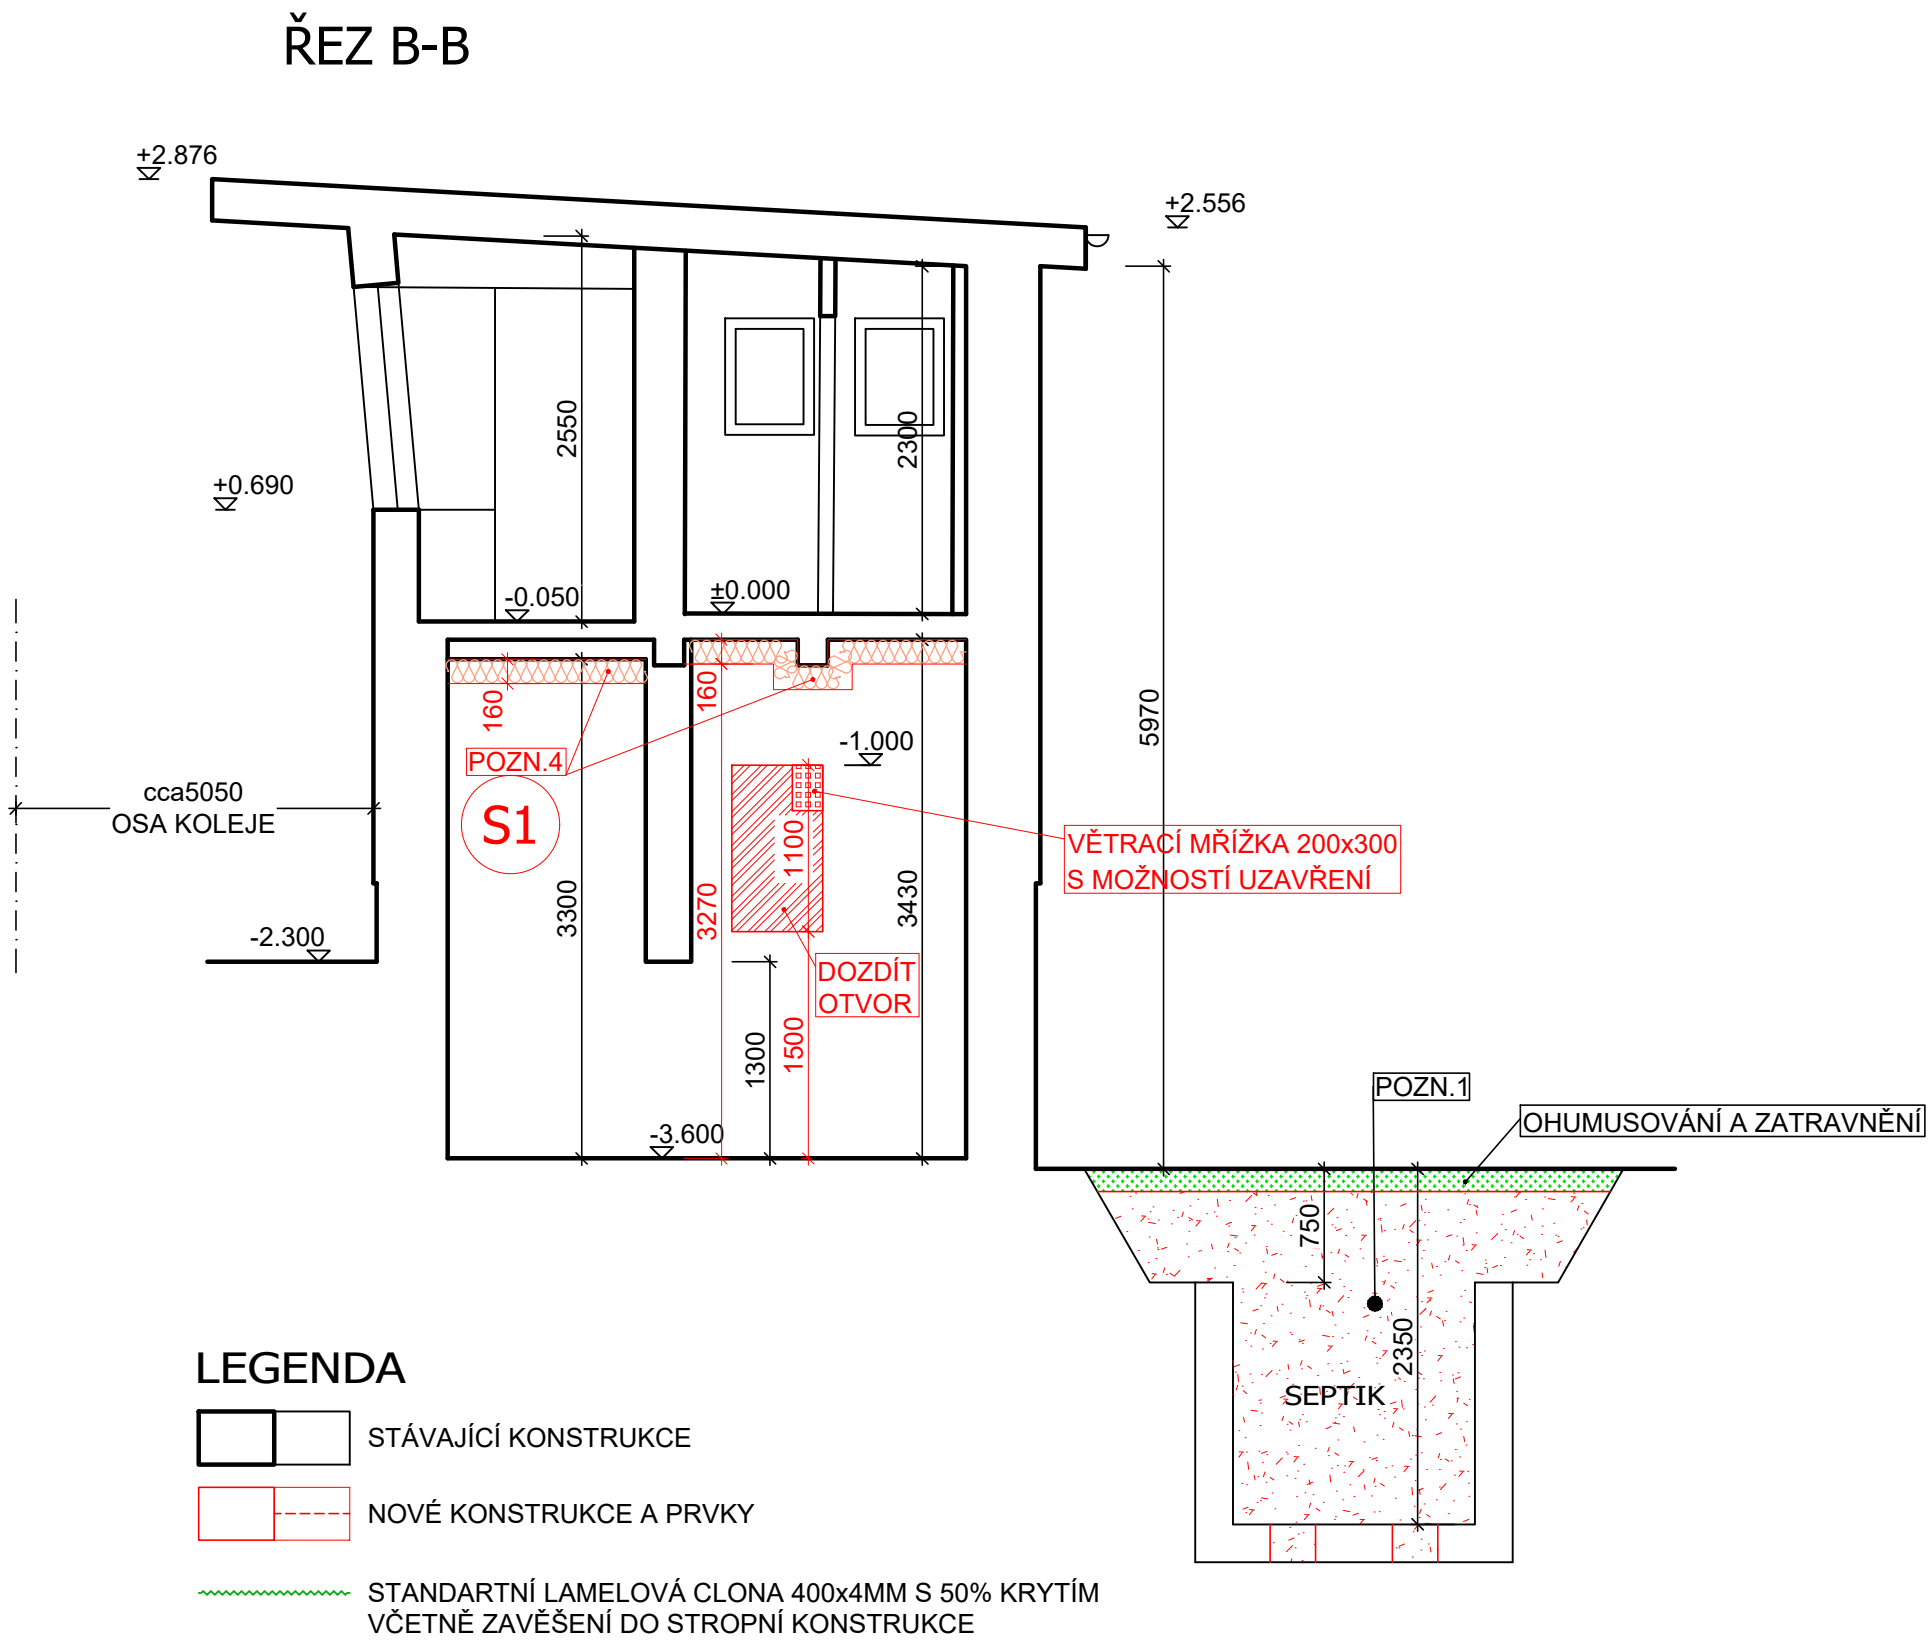 ŘEZ B-B
+2.876
+2.556
2550
2300
+0.690
-0.050
±0.000
160
160
POZN.4
S1
-1.000
5970
cca5050
OSA KOLEJE
1100
VĚTRACÍ MŘÍŽKA 200x300
S MOŽNOSTÍ UZAVŘENÍ
3300
3270
3430
-2.300
DOZDÍT
OTVOR
1300
1500
-3.600
POZN.1
OHUMUSOVÁNÍ A ZATRAVNĚNÍ
750
2350
SEPTIK
LEGENDA
STÁVAJÍCÍ KONSTRUKCE
NOVÉ KONSTRUKCE A PRVKY
STANDARTNÍ LAMELOVÁ CLONA 400x4MM S 50% KRYTÍM
VČETNĚ ZAVĚŠENÍ DO STROPNÍ KONSTRUKCE